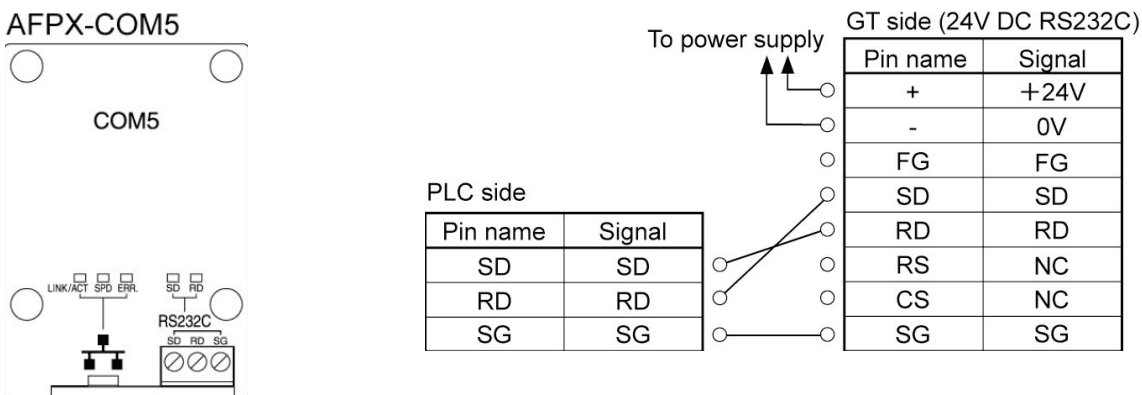 AFPX-COM5
COM5
LINK/ACT SPD ERR. SD RD
RS232C
SD RD SG
To power supply
GT side (24V DC RS232C)
Pin name Signal
+ +24V
- 0V
FG FG
SD SD
RD RD
RS NC
CS NC
SG SG
PLC side
Pin name Signal
SD SD
RD RD
SG SG